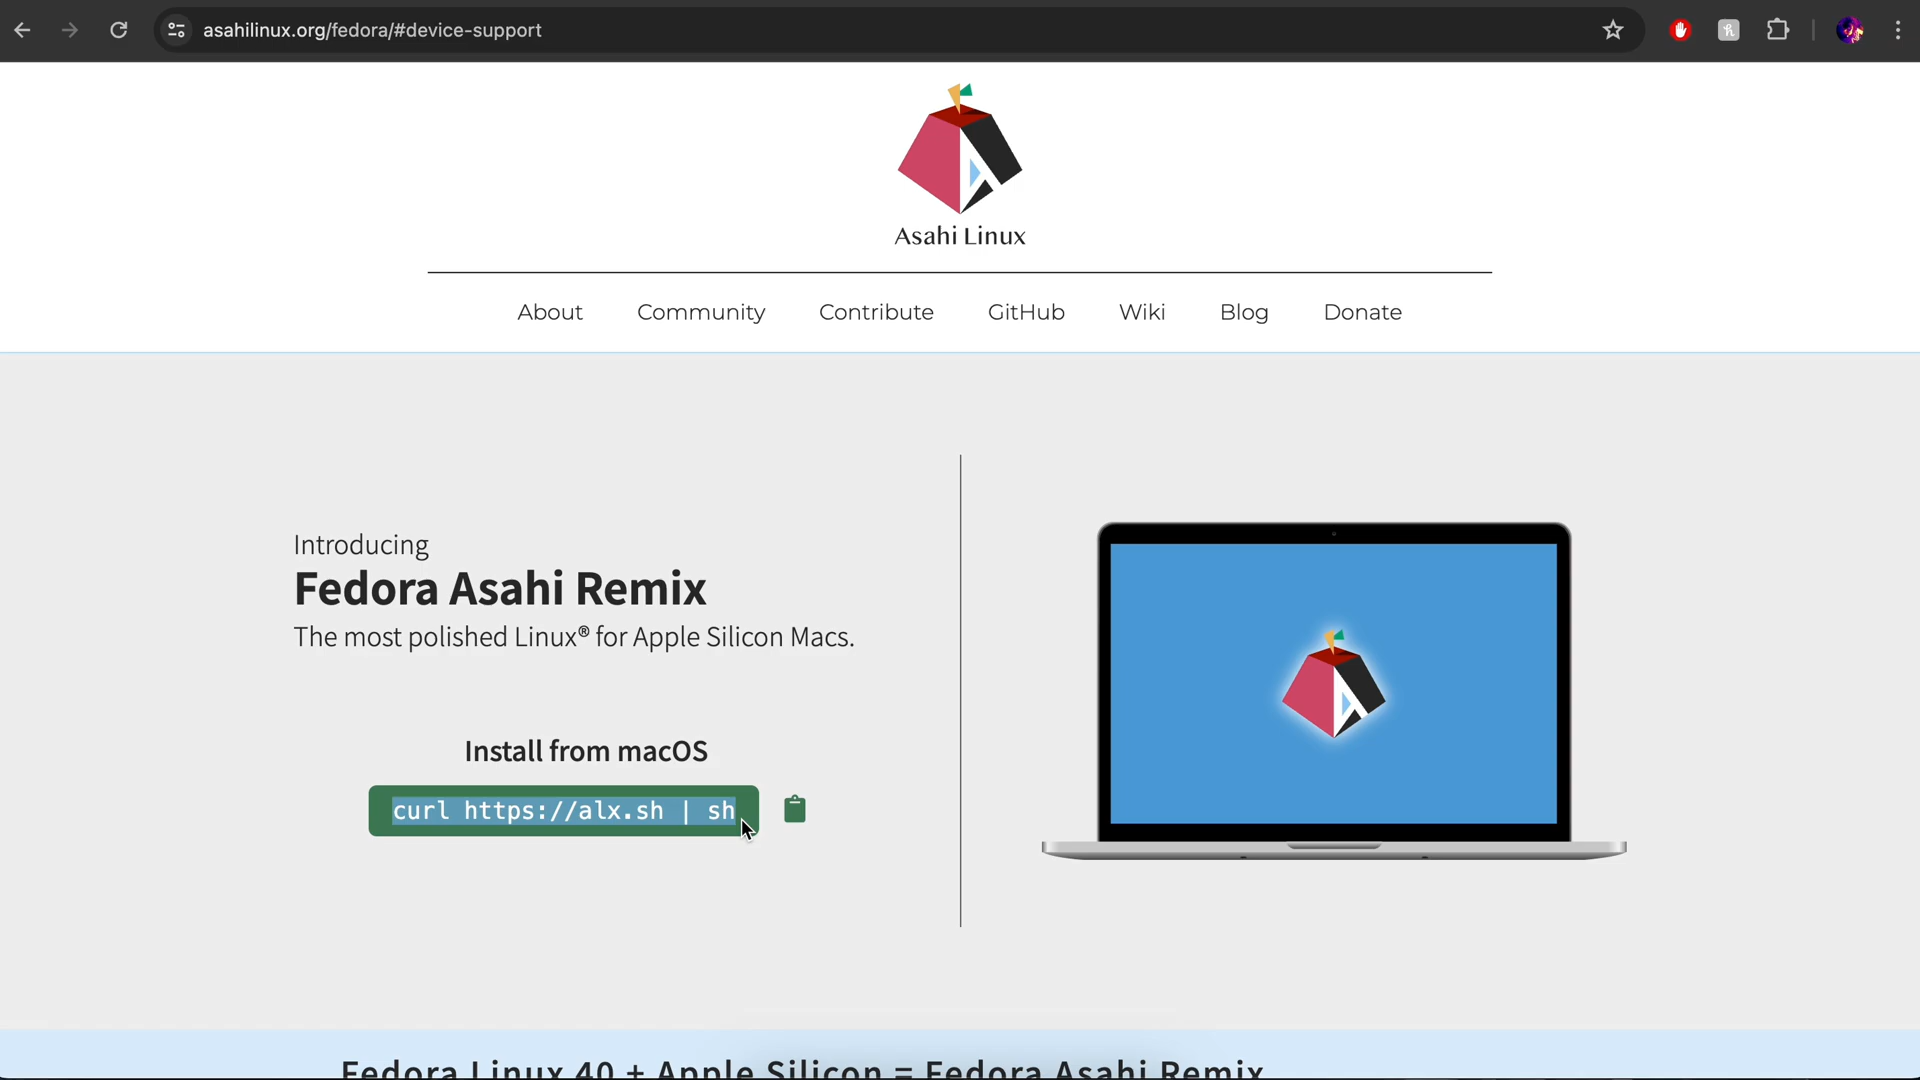 asahilinux.org/fedora/#device-support
Asahi Linux
About Community Contribute GitHub Wiki Blog Donate
Introducing
Fedora Asahi Remix
The most polished Linux® for Apple Silicon Macs.
Install from macOS
curl https://alx.sh | sh
Fedora Linux 40 + Apple Silicon = Fedora Asahi Remix